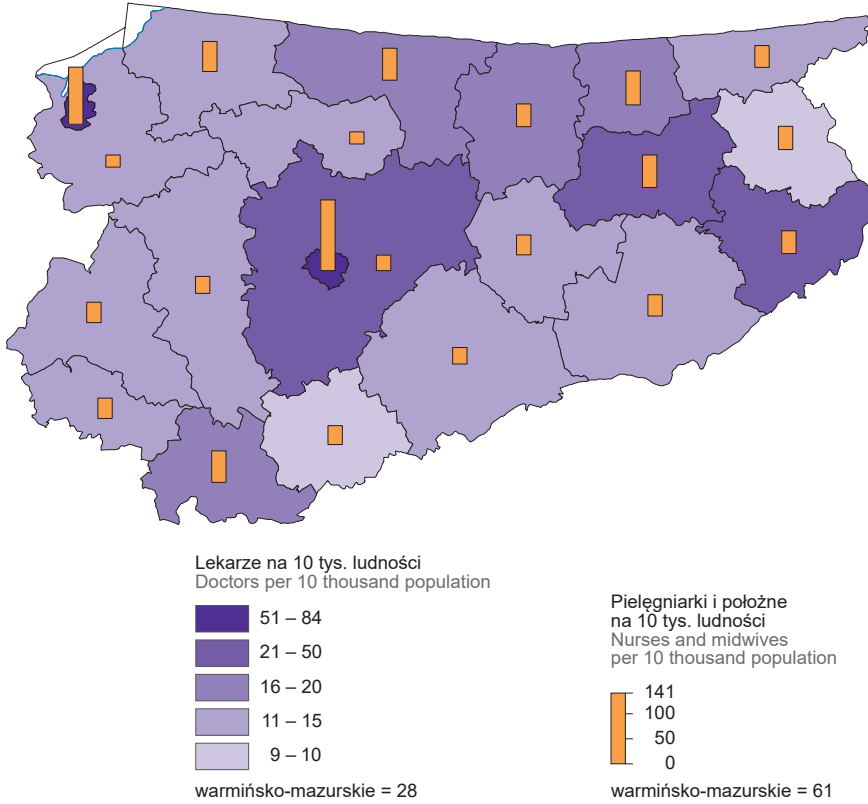 Lekarze na 10 tys. ludności
Doctors per 10 thousand population
51 – 84
21 – 50
16 – 20
11 – 15
9 – 10
warmińsko-mazurskie = 28
Pielęgniarki i położne
na 10 tys. ludności
Nurses and midwives
per 10 thousand population
141
100
50
0
warmińsko-mazurskie = 61